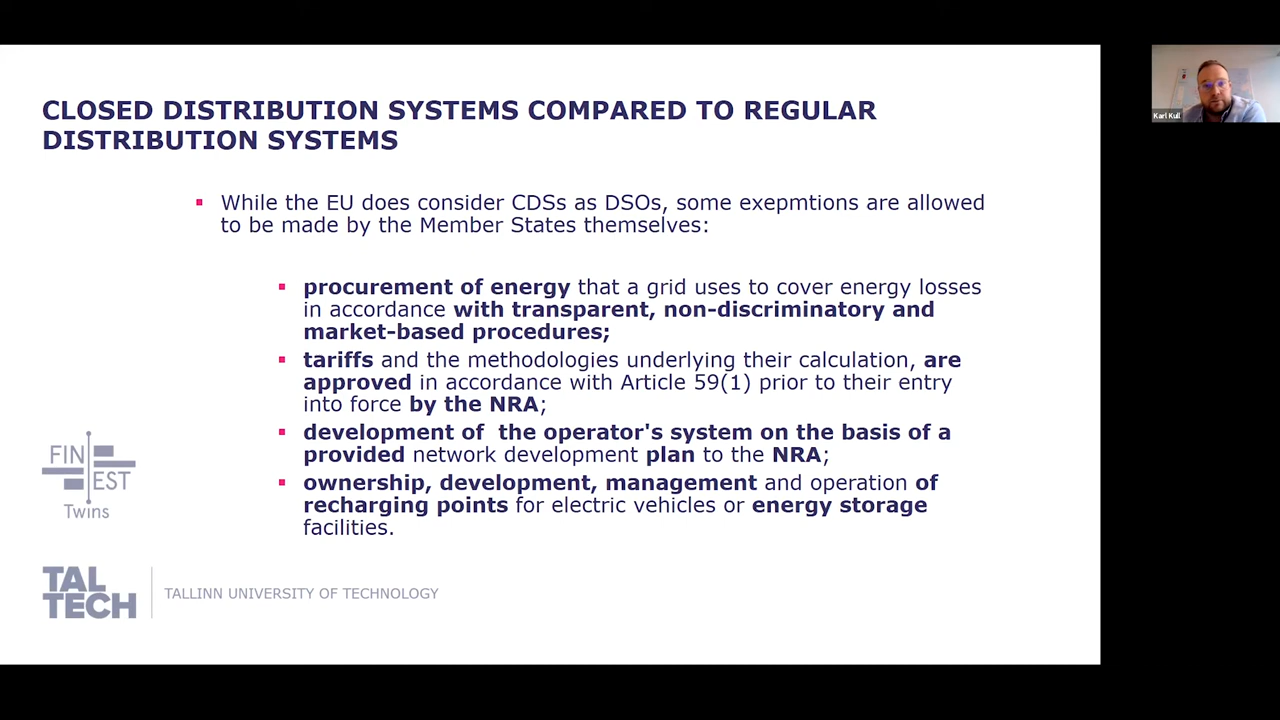 CLOSED DISTRIBUTION SYSTEMS COMPARED TO REGULAR
DISTRIBUTION SYSTEMS
Karl Kull
While the EU does consider CDSs as DSOs, some exepmtions are allowed
to be made by the Member States themselves:
procurement of energy that a grid uses to cover energy losses
in accordance with transparent, non-discriminatory and
market-based procedures;
tariffs and the methodologies underlying their calculation, are
approved in accordance with Article 59(1) prior to their entry
into force by the NRA;
development of the operator's system on the basis of a
provided network development plan to the NRA;
ownership, development, management and operation of
recharging points for electric vehicles or energy storage
facilities.
FIN
EST
Twins
TAL
TECH
TALLINN UNIVERSITY OF TECHNOLOGY